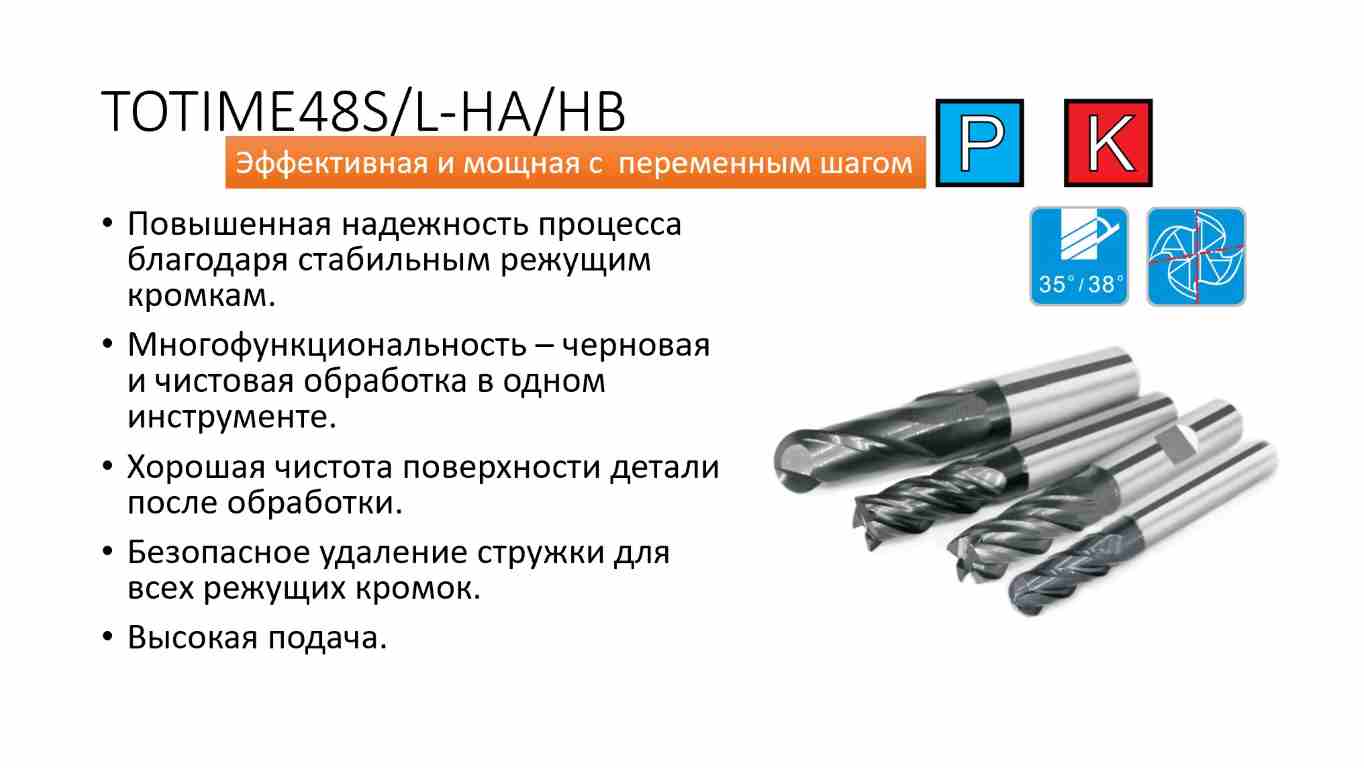 TOTIME48S/L-HA/HB
Эффективная и мощная с  переменным шагом
P
K
35°/38°
• Повышенная надежность процесса
благодаря стабильным режущим
кромкам.
• Многофункциональность – черновая
и чистовая обработка в одном
инструменте.
• Хорошая чистота поверхности детали
после обработки.
• Безопасное удаление стружки для
всех режущих кромок.
• Высокая подача.